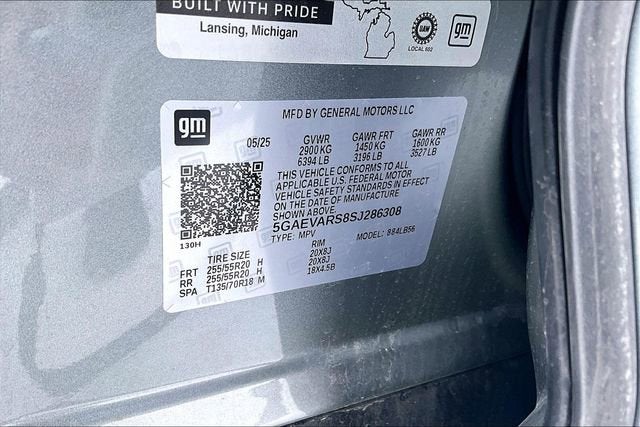 BUILT WITH PRIDE
Lansing, Michigan
UAW
LOCAL 602
gm
gm
MFD BY GENERAL MOTORS LLC
05/25 GVWR GAWR FRT GAWR RR
2900 KG 1450 KG 1600 KG
6394 LB 3196 LB 3527 LB
THIS VEHICLE CONFORMS TO ALL
APPLICABLE U.S. FEDERAL MOTOR
VEHICLE SAFETY STANDARDS IN EFFECT
ON THE DATE OF MANUFACTURE
SHOWN ABOVE.
5GAEVARS8SJ286308
TYPE: MPV MODEL: 884LB56
130H
TIRE SIZE RIM
FRT 255/55R20 H 20X8J
RR 255/55R20 H 20X8J
SPA T135/70R18 M 18X4.5B